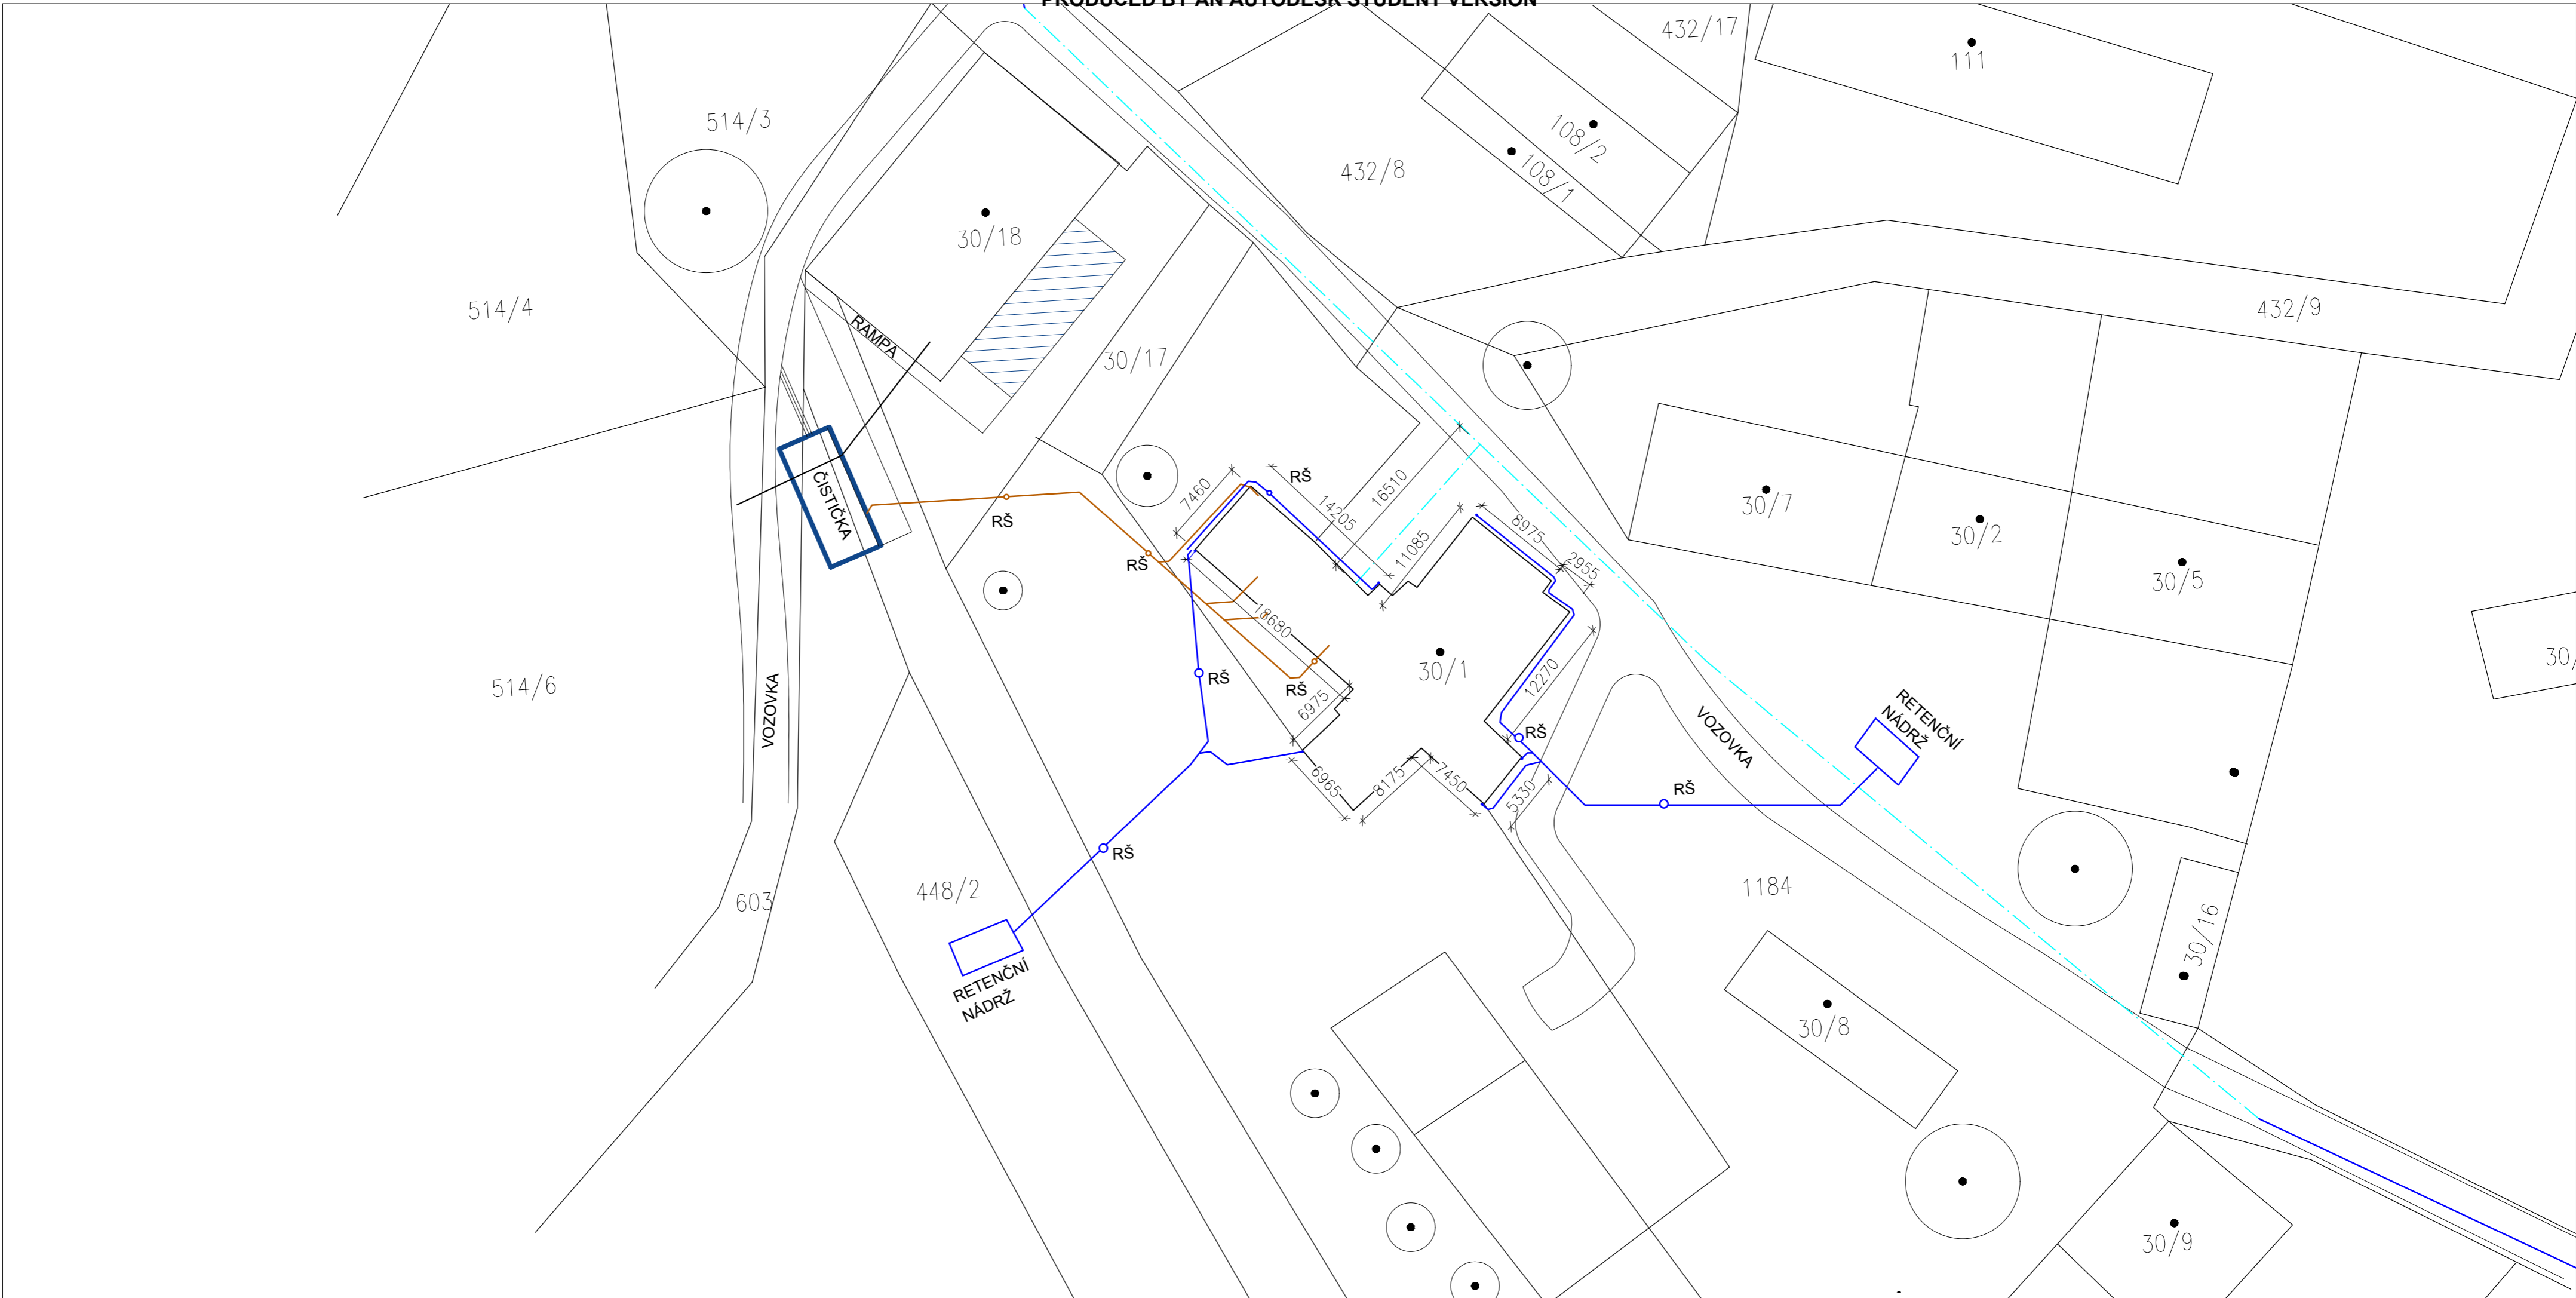 PRODUCED BY AN AUTODESK STUDENT VERSION
432/17
111
514/3
108/2
108/1
432/8
30/18
514/4
432/9
RAMPA
30/17
RŠ
7460
16510
14205
ČISTIČKA
30/7
8975
11085
30/2
RŠ
RŠ
2955
30/5
18680
30/1
514/6
RŠ
12270
RŠ
6975
VOZOVKA
VOZOVKA
RETENČNÍ
NÁDRŽ
RŠ
6965
8175
7450
5330
RŠ
RŠ
448/2
1184
603
30/16
RETENČNÍ
NÁDRŽ
30/8
30/9